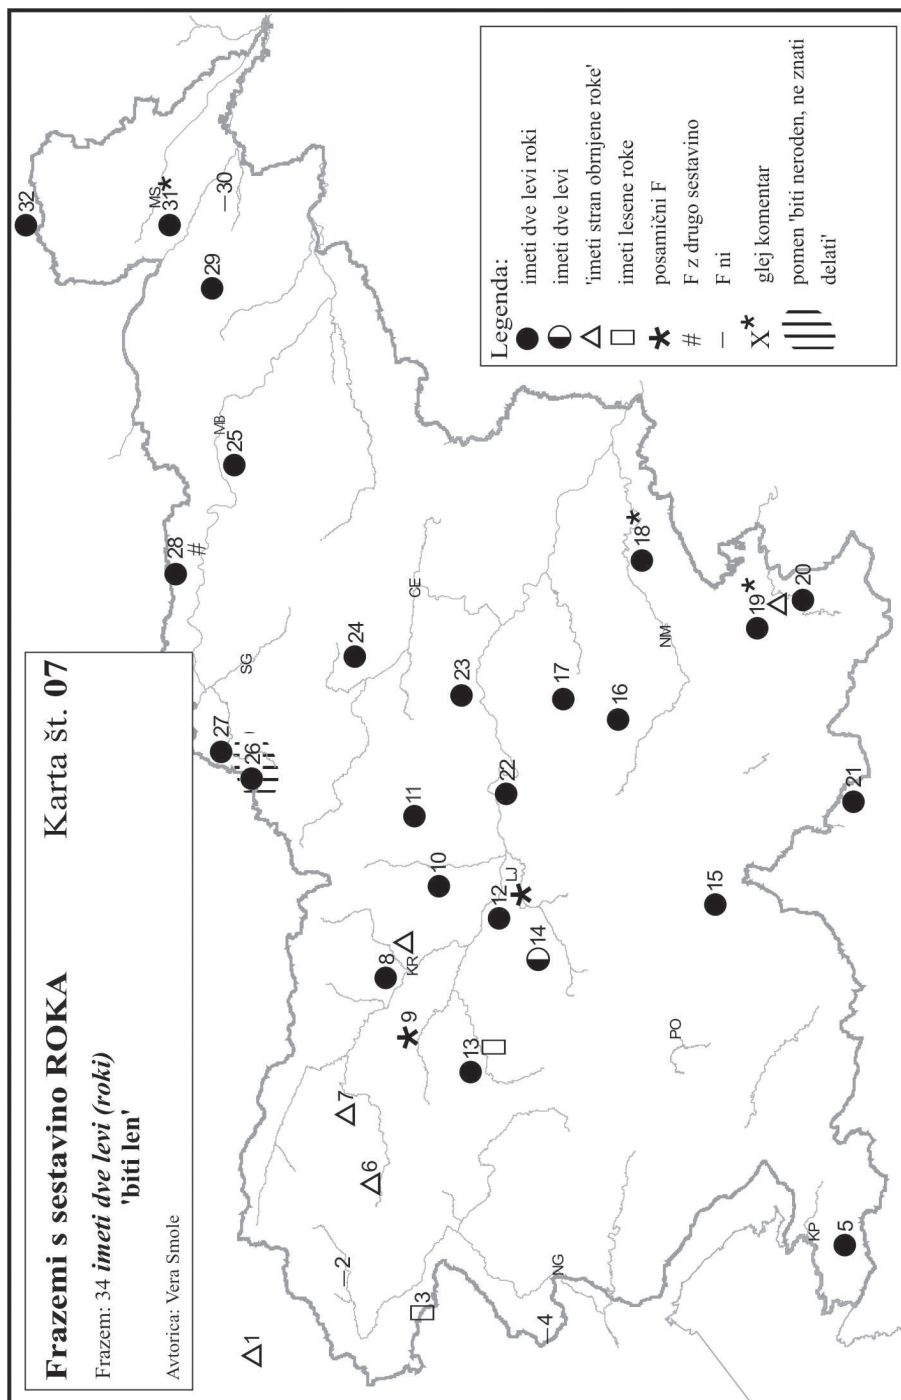 Frazemi s sestavino ROKA
Karta št. 07
Frazem: 34 imeti dve levi (roki)
'biti len'
Avtorica: Vera Smole
Legenda:
imeti dve levi roki
imeti dve levi
'imeti stran obrnjene roke'
imeti lesene roke
posamični F
# F z drugo sestavino
– F ni
X* glej komentar
pomen 'biti neroden, ne znati
delati'
32
MS
31*
–30
29
MB
25
28
#
SG
27
26
24
CE
23
11
10
22
17
16
18*
NM
19*
20
21
15
LJ
12
14
8
KR
9
13
7
6
–2
3
1
–4
NG
PO
KP
5